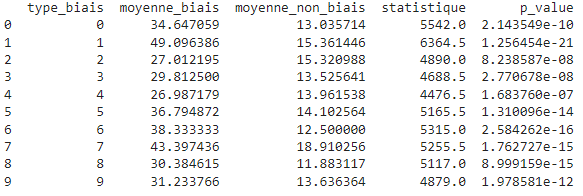 type_biais moyenne_biais moyenne_non_biais statistique p_value
0 0 34.647059 13.035714 5542.0 2.143549e-10
1 1 49.096386 15.361446 6364.5 1.256454e-21
2 2 27.012195 15.320988 4890.0 8.238587e-08
3 3 29.812500 13.525641 4688.5 2.770678e-08
4 4 26.987179 13.961538 4476.5 1.683760e-07
5 5 36.794872 14.102564 5165.5 1.310096e-14
6 6 38.333333 12.500000 5315.0 2.584262e-16
7 7 43.397436 18.910256 5255.5 1.762727e-15
8 8 30.384615 11.883117 5117.0 8.999159e-15
9 9 31.233766 13.636364 4879.0 1.978581e-12